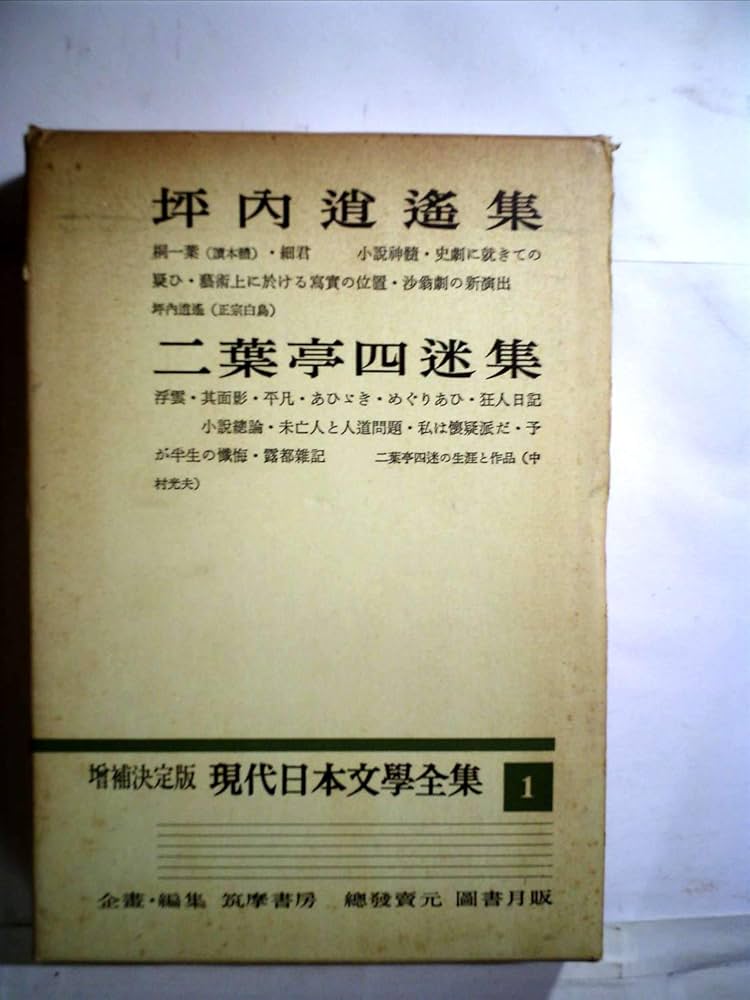 坪內逍遙集
桐一葉（讀本體）・細君　小説神髓・史劇に就きての
疑ひ・藝術上に於ける寫實の位置・沙翁劇の新演出
坪內逍遙（正宗白鳥）
二葉亭四迷集
浮雲・其面影・平凡・あひゞき・めぐりあひ・狂人日記
小説總論・未亡人と人道問題・私は懷疑派だ・予
が半生の懺悔・露都雜記　二葉亭四迷の生涯と作品（中
村光夫）
增補決定版 現代日本文學全集 1
企畫・編集 筑摩書房　總發賣元 圖書月販